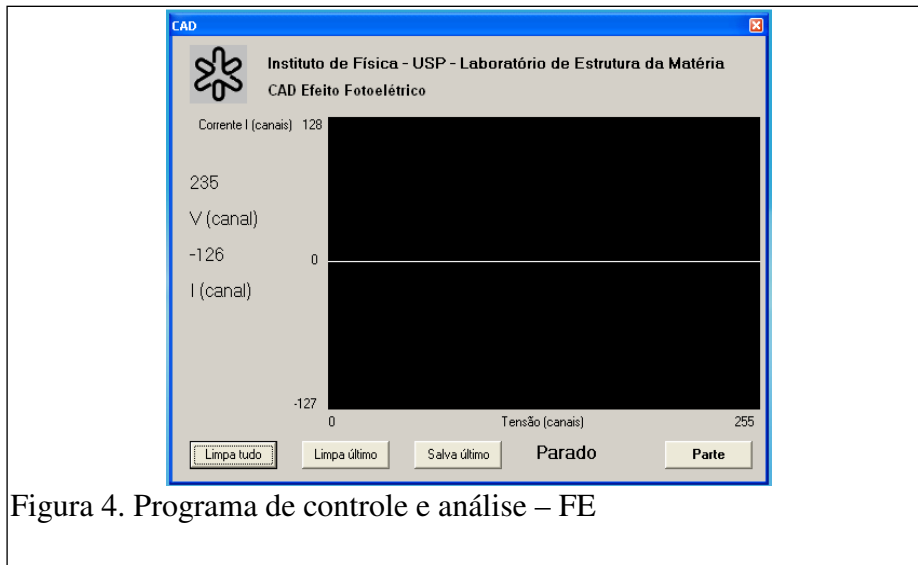 CAD
Instituto de Física - USP - Laboratório de Estrutura da Matéria
CAD Efeito Fotoelétrico
Corrente I (canais) 128
235
V (canal)
-126
0
I (canal)
-127
0 Tensão (canais) 255
Limpa tudo Limpa último Salva último Parado Parte
Figura 4. Programa de controle e análise – FE